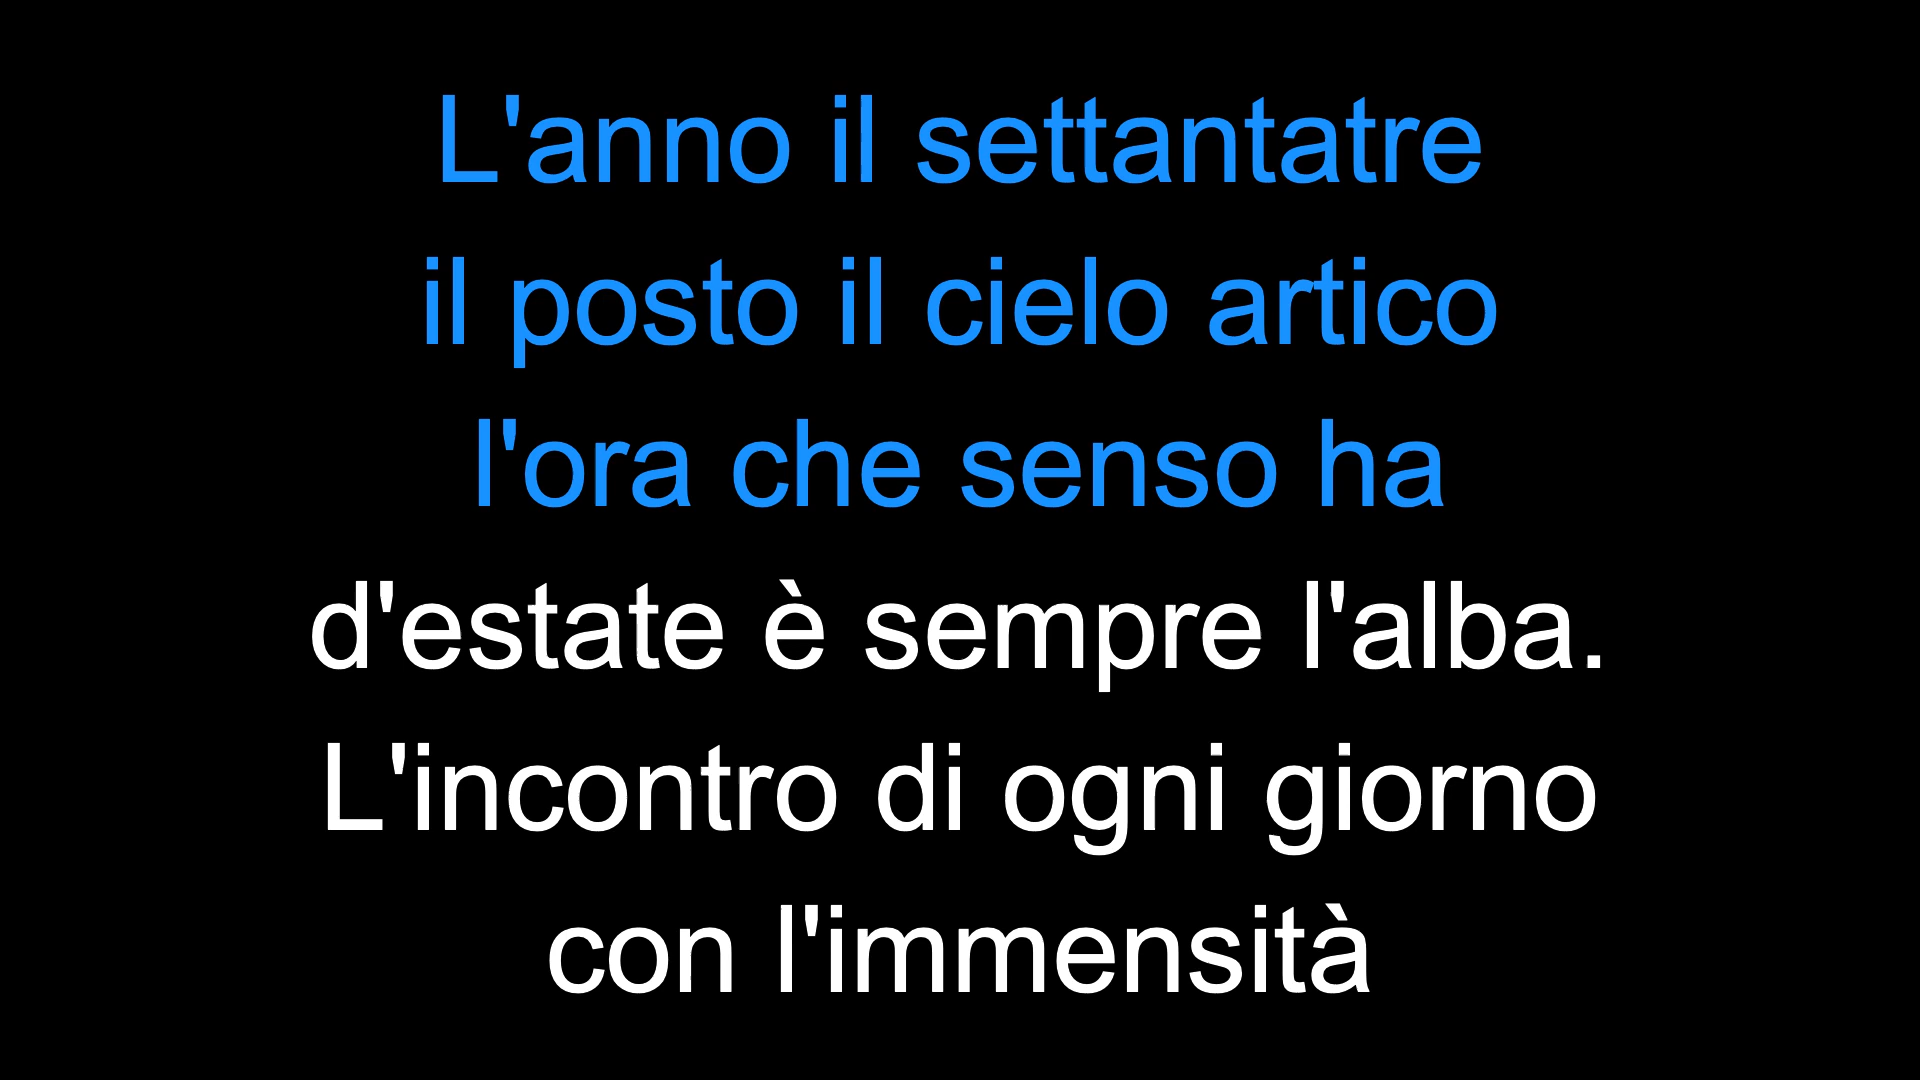 L'anno il settantatre
il posto il cielo artico
l'ora che senso ha
d'estate è sempre l'alba.
L'incontro di ogni giorno
con l'immensità